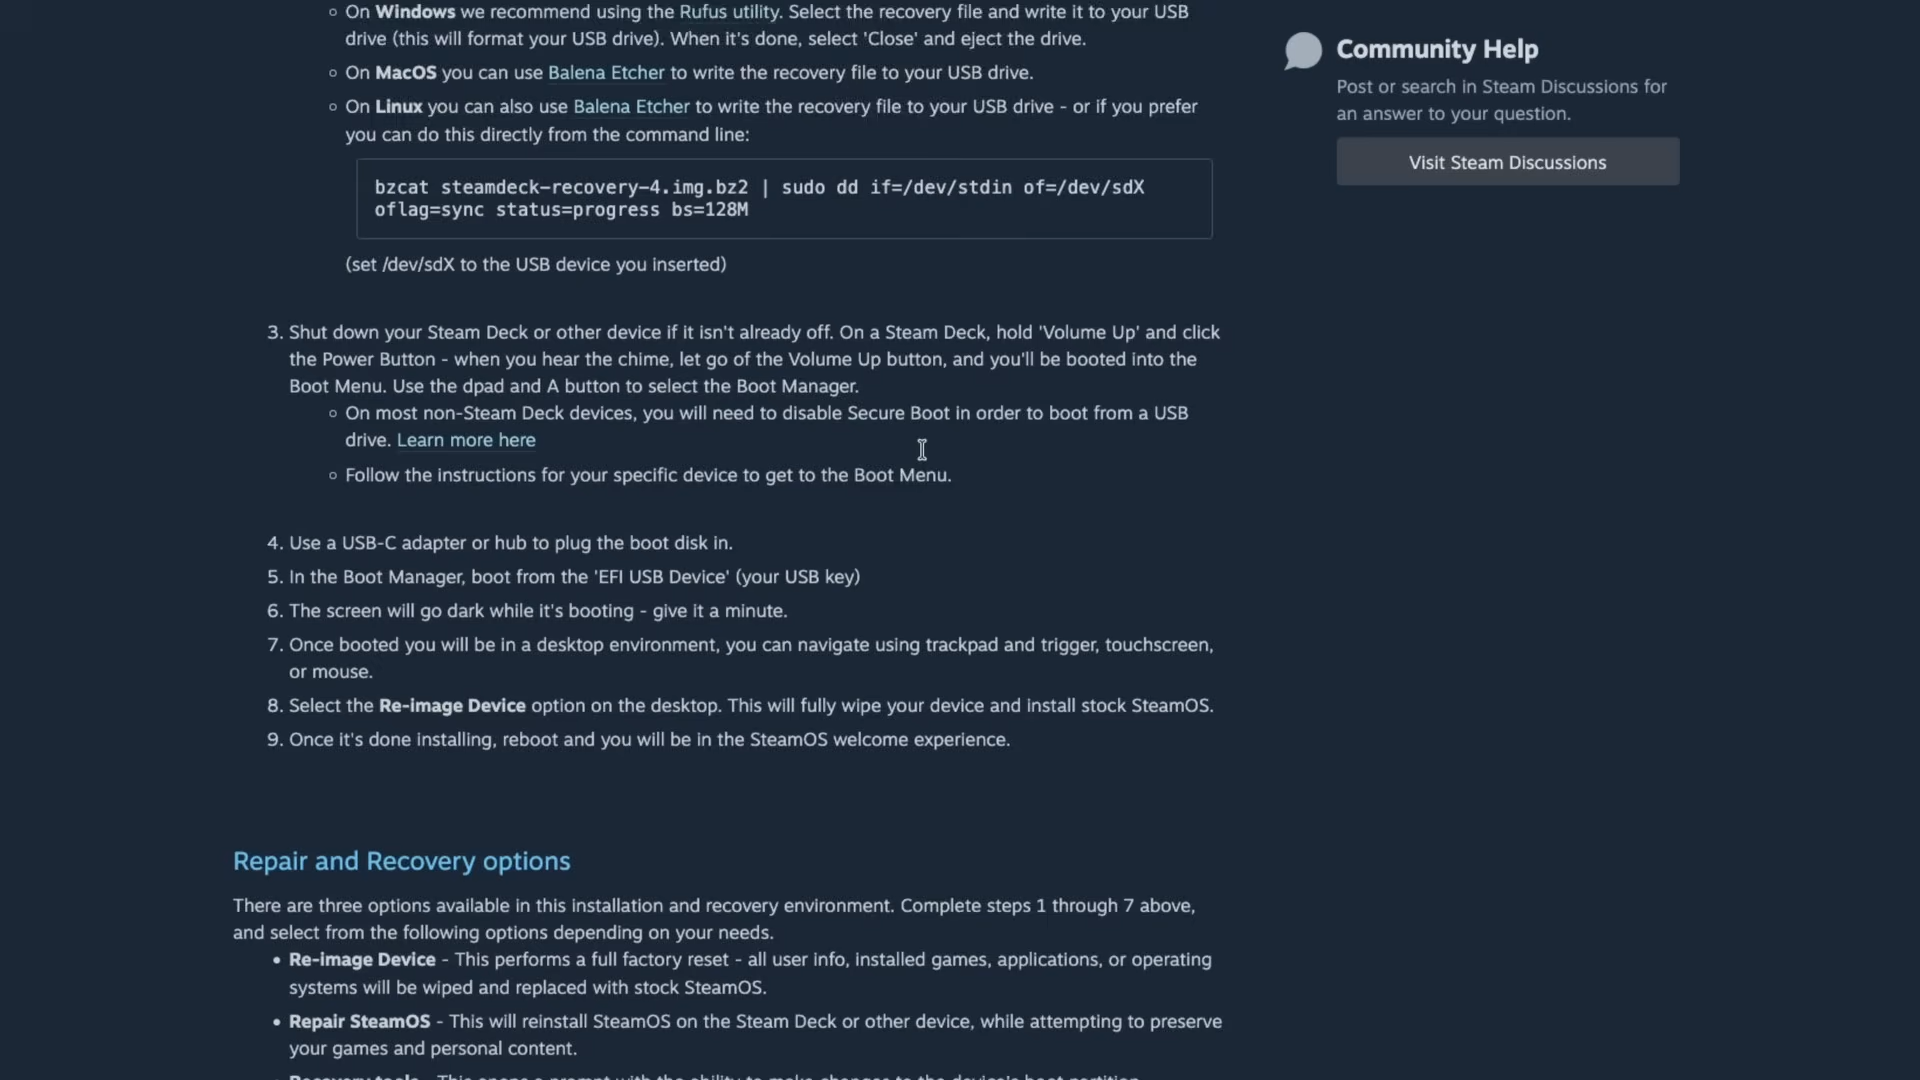 On Windows we recommend using the Rufus utility. Select the recovery file and write it to your USB
drive (this will format your USB drive). When it's done, select 'Close' and eject the drive.
On MacOS you can use Balena Etcher to write the recovery file to your USB drive.
On Linux you can also use Balena Etcher to write the recovery file to your USB drive - or if you prefer
you can do this directly from the command line:
bzcat steamdeck-recovery-4.img.bz2 | sudo dd if=/dev/stdin of=/dev/sdX
oflag=sync status=progress bs=128M
(set /dev/sdX to the USB device you inserted)
3. Shut down your Steam Deck or other device if it isn't already off. On a Steam Deck, hold 'Volume Up' and click
the Power Button - when you hear the chime, let go of the Volume Up button, and you'll be booted into the
Boot Menu. Use the dpad and A button to select the Boot Manager.
On most non-Steam Deck devices, you will need to disable Secure Boot in order to boot from a USB
drive. Learn more here
Follow the instructions for your specific device to get to the Boot Menu.
4. Use a USB-C adapter or hub to plug the boot disk in.
5. In the Boot Manager, boot from the 'EFI USB Device' (your USB key)
6. The screen will go dark while it's booting - give it a minute.
7. Once booted you will be in a desktop environment, you can navigate using trackpad and trigger, touchscreen,
or mouse.
8. Select the Re-image Device option on the desktop. This will fully wipe your device and install stock SteamOS.
9. Once it's done installing, reboot and you will be in the SteamOS welcome experience.
Repair and Recovery options
There are three options available in this installation and recovery environment. Complete steps 1 through 7 above,
and select from the following options depending on your needs.
• Re-image Device - This performs a full factory reset - all user info, installed games, applications, or operating
systems will be wiped and replaced with stock SteamOS.
• Repair SteamOS - This will reinstall SteamOS on the Steam Deck or other device, while attempting to preserve
your games and personal content.
Recovery tools - This opens a prompt with the ability to make changes to the device's boot partition
Community Help
Post or search in Steam Discussions for
an answer to your question.
Visit Steam Discussions